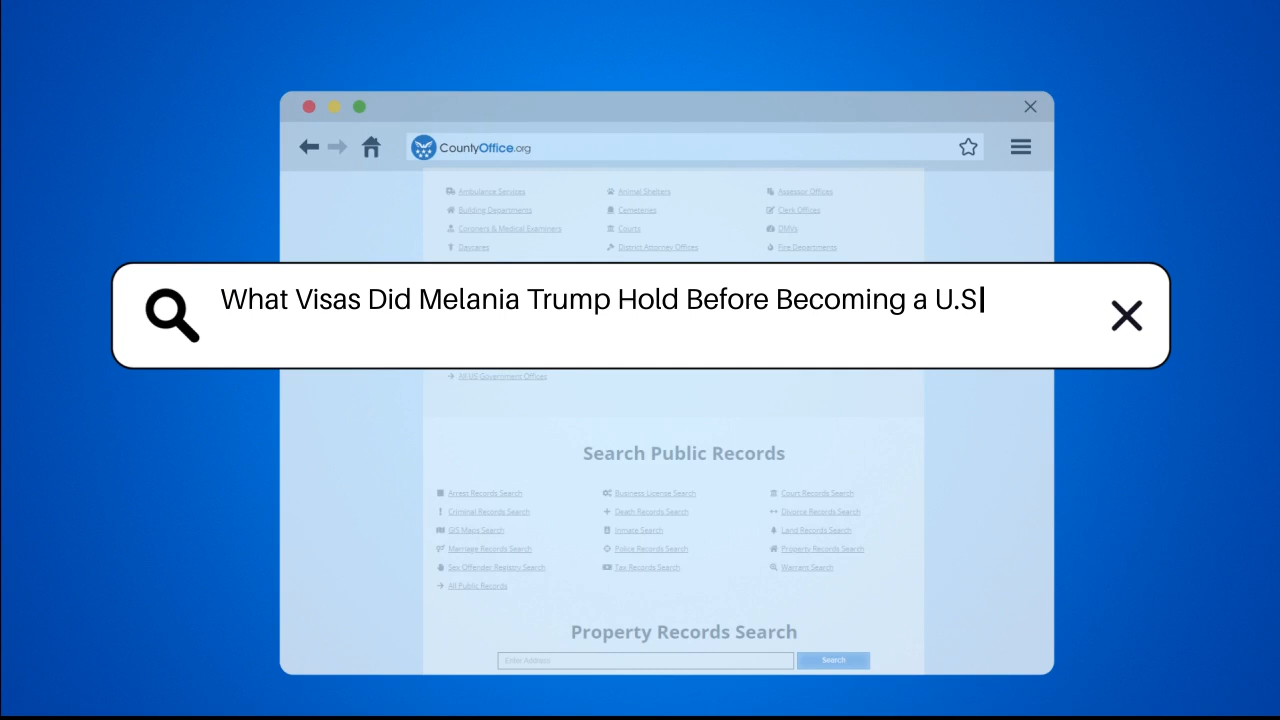 CountyOffice.org
Ambulance Services
Animal Shelters
Assessor Offices
Building Departments
Cemeteries
Clerk Offices
Coroners & Medical Examiners
Courts
DMVs
Daycares
District Attorney Offices
Fire Departments
What Visas Did Melania Trump Hold Before Becoming a U.S
All US Government Offices
Search Public Records
Arrest Records Search
Business License Search
Court Records Search
Criminal Records Search
Death Records Search
Divorce Records Search
GIS Maps Search
Inmate Search
Land Records Search
Marriage Records Search
Police Records Search
Property Records Search
Sex Offender Registry Search
Tax Records Search
Warrant Search
All Public Records
Property Records Search
Enter Address
Search